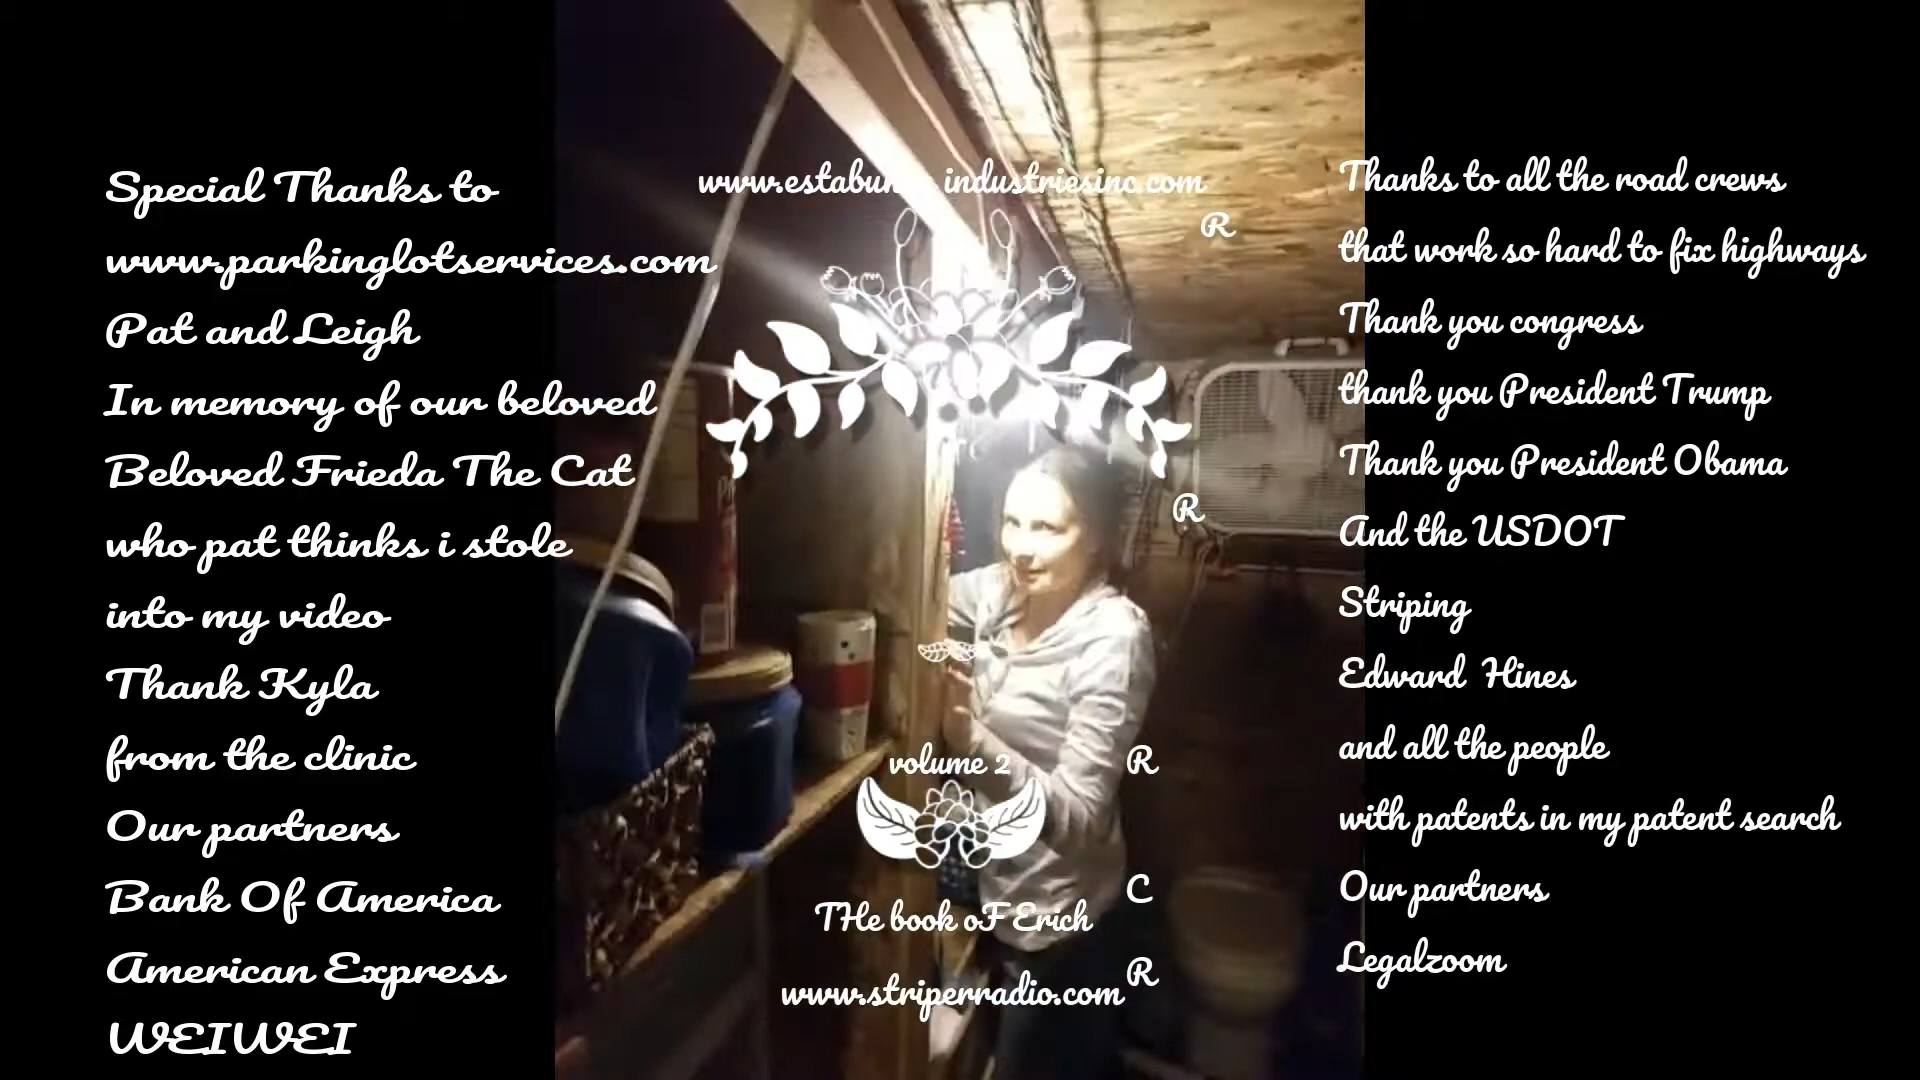 Special Thanks to
www.parkinglotservices.com
Pat and Leigh
In memory of our beloved
Beloved Frieda The Cat
who pat thinks i stole
into my video
Thank Kyla
from the clinic
Our partners
Bank Of America
American Express
WEIWEI
industriesinc.com
R
R
volume 2
R
C
THe book oF Erich
R
www.striperradio.com
Thanks to all the road crews
that work so hard to fix highways
Thank you congress
thank you President Trump
Thank you President Obama
And the USDOT
Striping
Edward Hines
and all the people
with patents in my patent search
Our partners
Legalzoom